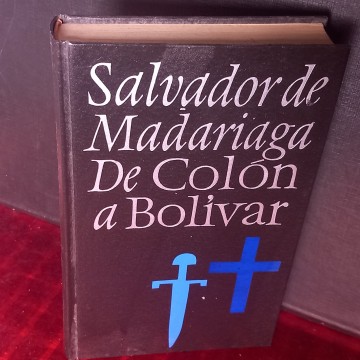 Salvador de
Madariaga
De Colón
a Bolívar